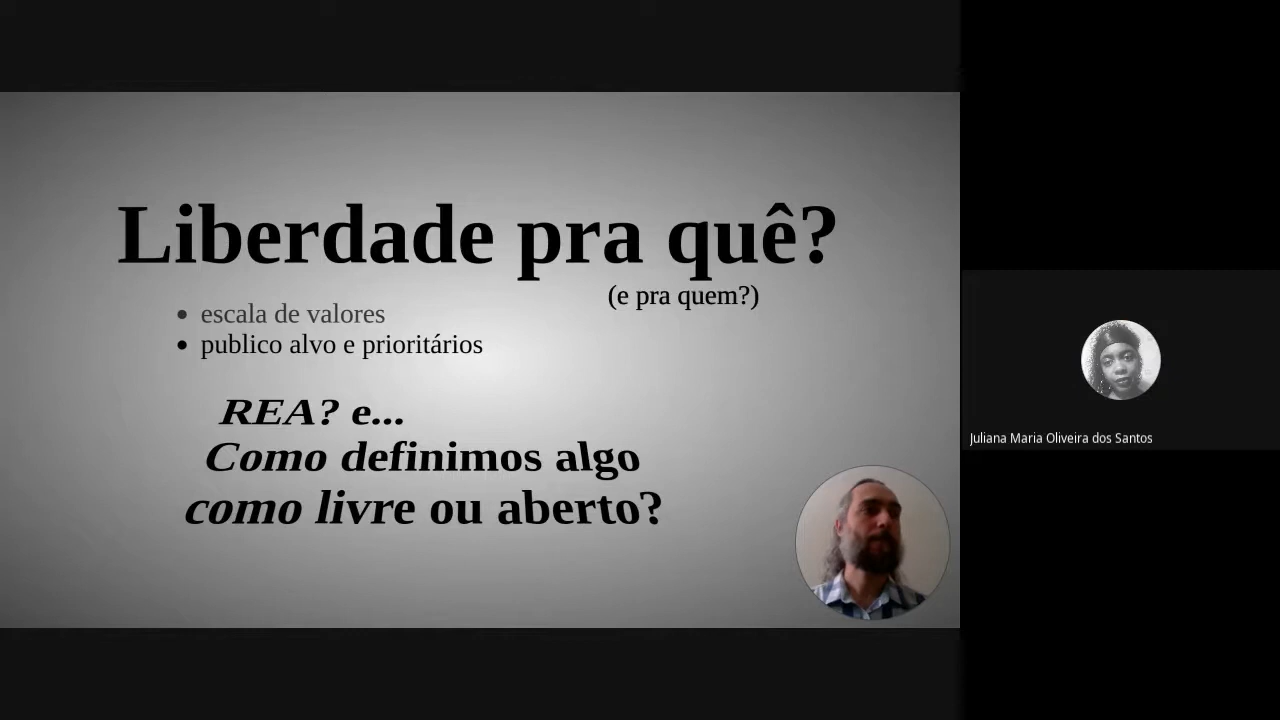 Liberdade pra quê?
(e pra quem?)
• escala de valores
• publico alvo e prioritários
REA? e...
Como definimos algo
como livre ou aberto?
Juliana Maria Oliveira dos Santos